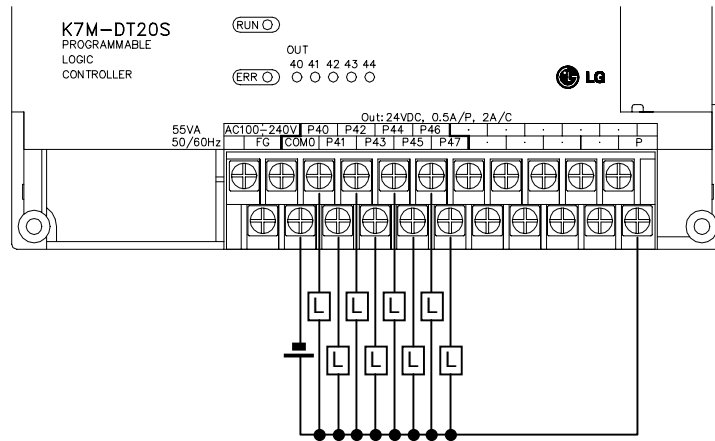 K7M-DT20S
PROGRAMMABLE
LOGIC
CONTROLLER
RUN
ERR
OUT
40 41 42 43 44
LG
Out:24VDC, 0.5A/P, 2A/C
55VA AC100-240V P40 P42 P44 P46 · · · · ·
50/60Hz FG COM0 P41 P43 P45 P47 · · · · P
L L L L
L L L L